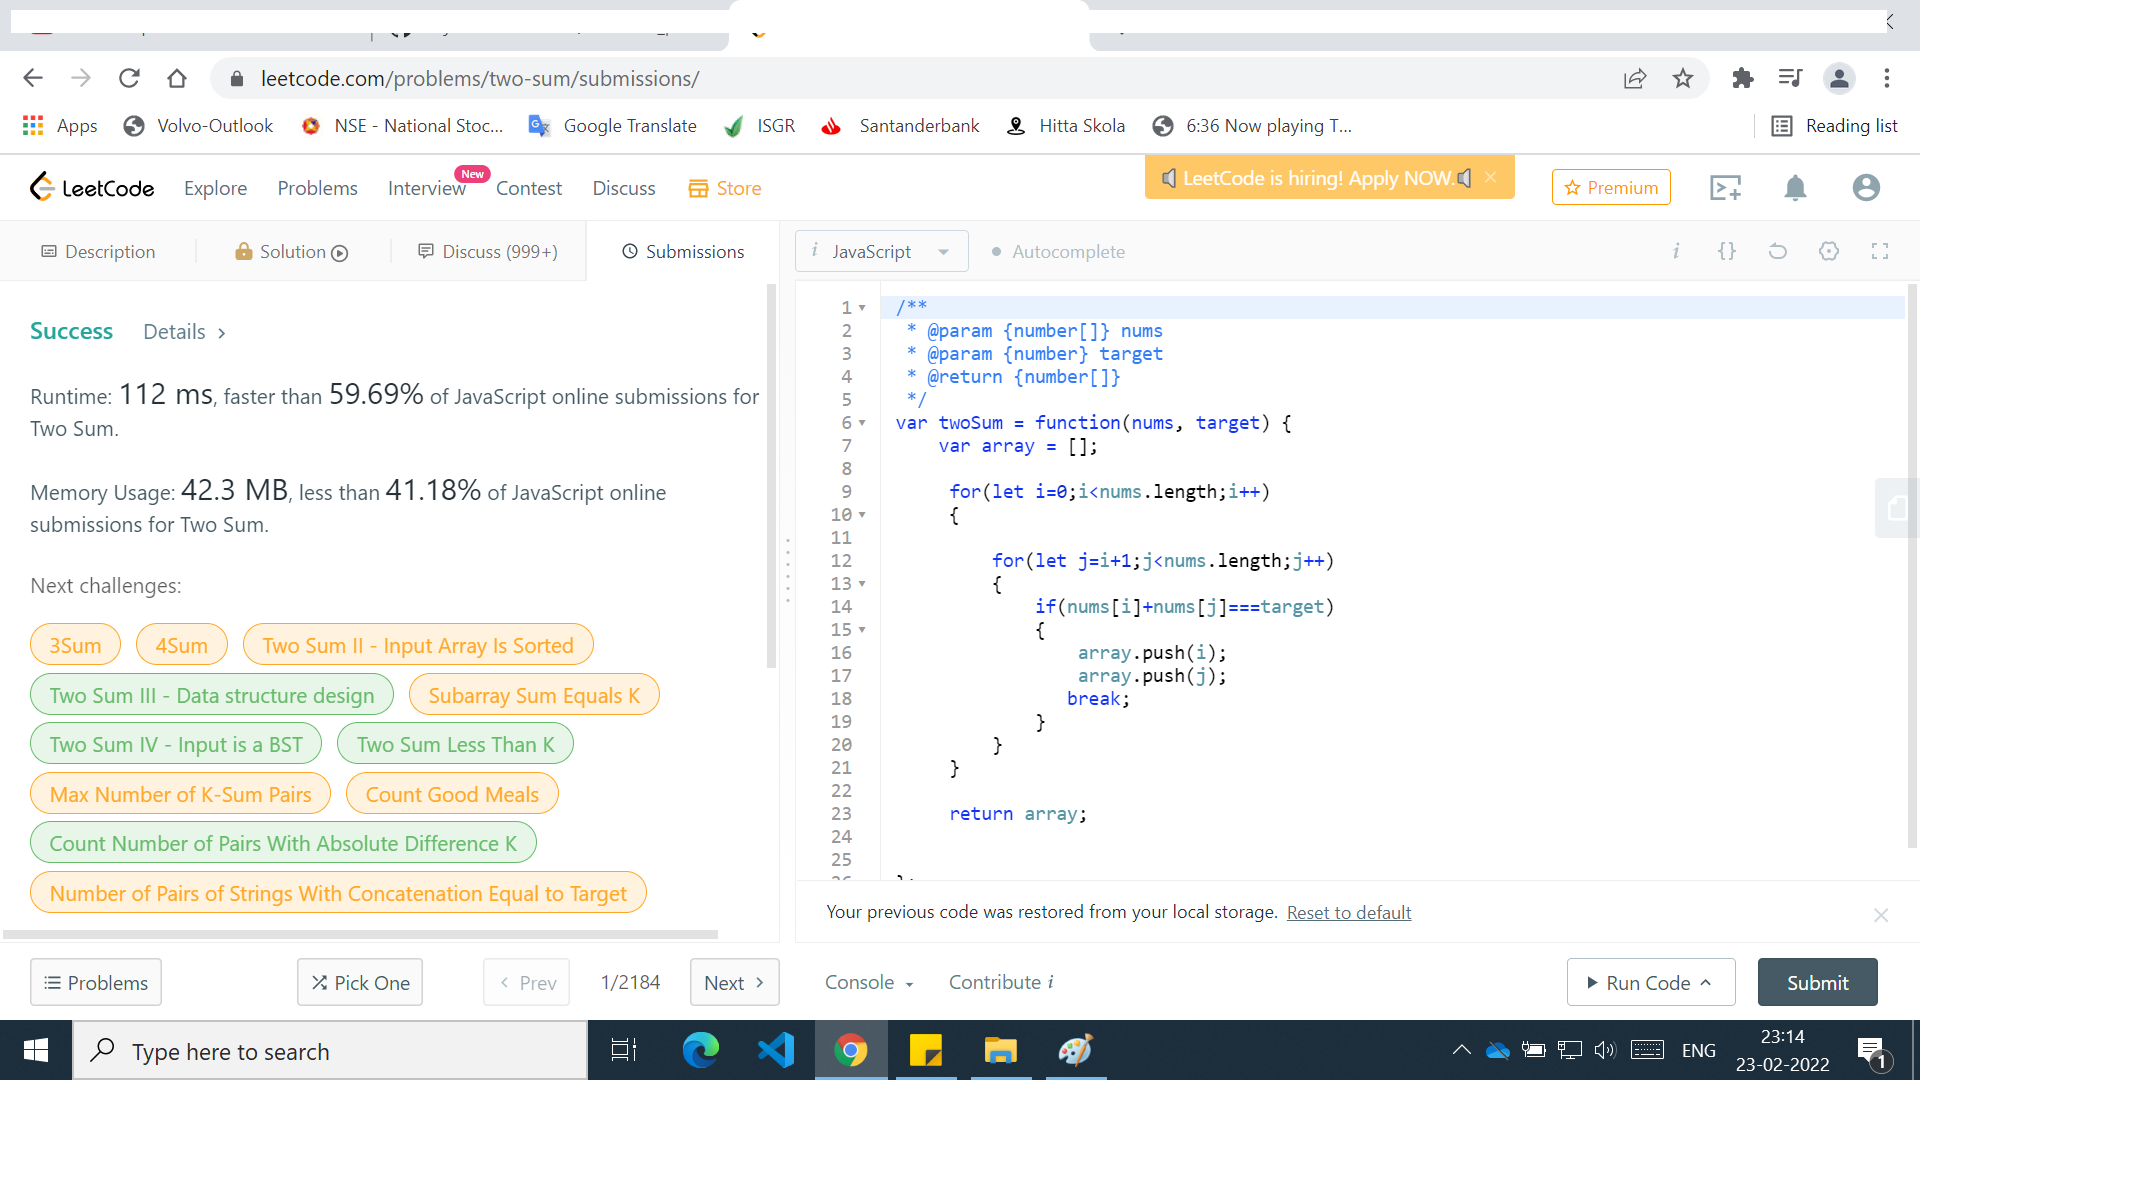 leetcode.com/problems/two-sum/submissions/
Apps Volvo-Outlook NSE - National Stoc... Google Translate ISGR Santanderbank Hitta Skola 6:36 Now playing T... Reading list
LeetCode Explore Problems Interview New Contest Discuss Store LeetCode is hiring! Apply NOW. Premium
Description Solution Discuss (999+) Submissions
Success Details >
Runtime: 112 ms, faster than 59.69% of JavaScript online submissions for
Two Sum.
Memory Usage: 42.3 MB, less than 41.18% of JavaScript online
submissions for Two Sum.
Next challenges:
3Sum 4Sum Two Sum II - Input Array Is Sorted
Two Sum III - Data structure design Subarray Sum Equals K
Two Sum IV - Input is a BST Two Sum Less Than K
Max Number of K-Sum Pairs Count Good Meals
Count Number of Pairs With Absolute Difference K
Number of Pairs of Strings With Concatenation Equal to Target
Problems Pick One < Prev 1/2184 Next >
i JavaScript Autocomplete i {}
1 /**
2 * @param {number[]} nums
3 * @param {number} target
4 * @return {number[]}
5 */
6 var twoSum = function(nums, target) {
7 var array = [];
8
9 for(let i=0;i<nums.length;i++)
10 {
11
12 for(let j=i+1;j<nums.length;j++)
13 {
14 if(nums[i]+nums[j]===target)
15 {
16 array.push(i);
17 array.push(j);
18 break;
19 }
20 }
21 }
22
23 return array;
24
25
Your previous code was restored from your local storage. Reset to default
Console Contribute i Run Code Submit
Type here to search ENG 23:14
23-02-2022 1